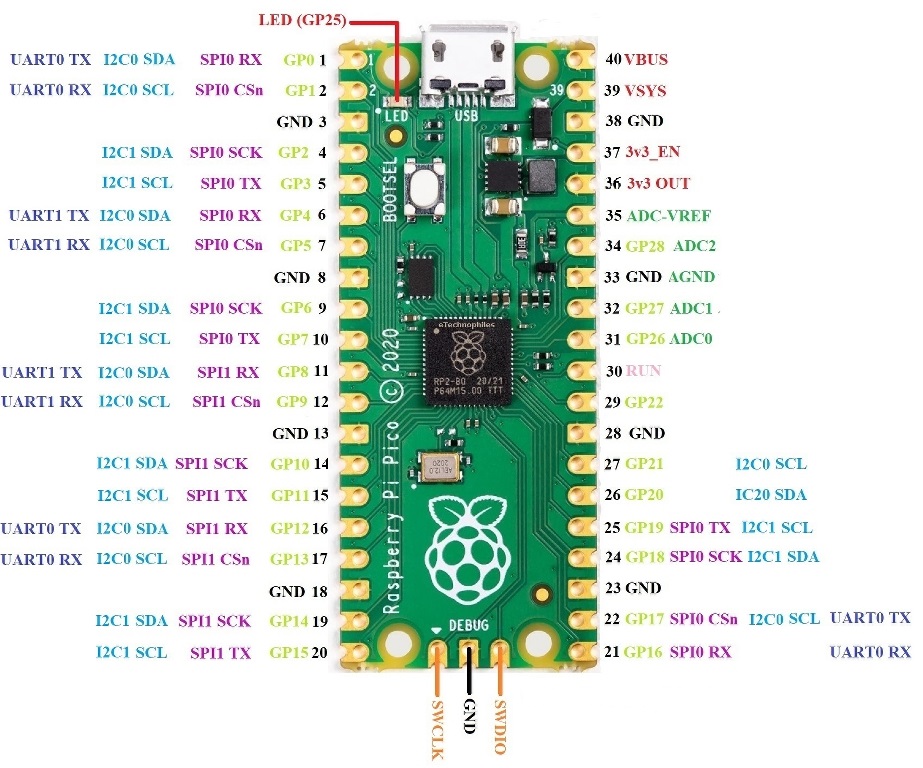 LED (GP25)
UART0 TX I2C0 SDA SPI0 RX GP0 1
UART0 RX I2C0 SCL SPI0 CSn GP1 2
GND 3
I2C1 SDA SPI0 SCK GP2 4
I2C1 SCL SPI0 TX GP3 5
UART1 TX I2C0 SDA SPI0 RX GP4 6
UART1 RX I2C0 SCL SPI0 CSn GP5 7
GND 8
I2C1 SDA SPI0 SCK GP6 9
I2C1 SCL SPI0 TX GP7 10
UART1 TX I2C0 SDA SPI1 RX GP8 11
UART1 RX I2C0 SCL SPI1 CSn GP9 12
GND 13
I2C1 SDA SPI1 SCK GP10 14
I2C1 SCL SPI1 TX GP11 15
UART0 TX I2C0 SDA SPI1 RX GP12 16
UART0 RX I2C0 SCL SPI1 CSn GP13 17
GND 18
I2C1 SDA SPI1 SCK GP14 19
I2C1 SCL SPI1 TX GP15 20
1
2
39
LED
USB
BOOTSEL
Raspberry Pi Pico © 2020
eTechnophiles
RP2-B0 20/21
P64M15.00 TTT
2020
DEBUG
40 VBUS
39 VSYS
38 GND
37 3v3_EN
36 3v3 OUT
35 ADC-VREF
34 GP28 ADC2
33 GND AGND
32 GP27 ADC1
31 GP26 ADC0
30 RUN
29 GP22
28 GND
27 GP21 I2C0 SCL
26 GP20 IC20 SDA
25 GP19 SPI0 TX I2C1 SCL
24 GP18 SPI0 SCK I2C1 SDA
23 GND
22 GP17 SPI0 CSn I2C0 SCL UART0 TX
21 GP16 SPI0 RX UART0 RX
SWCLK
GND
SWDIO